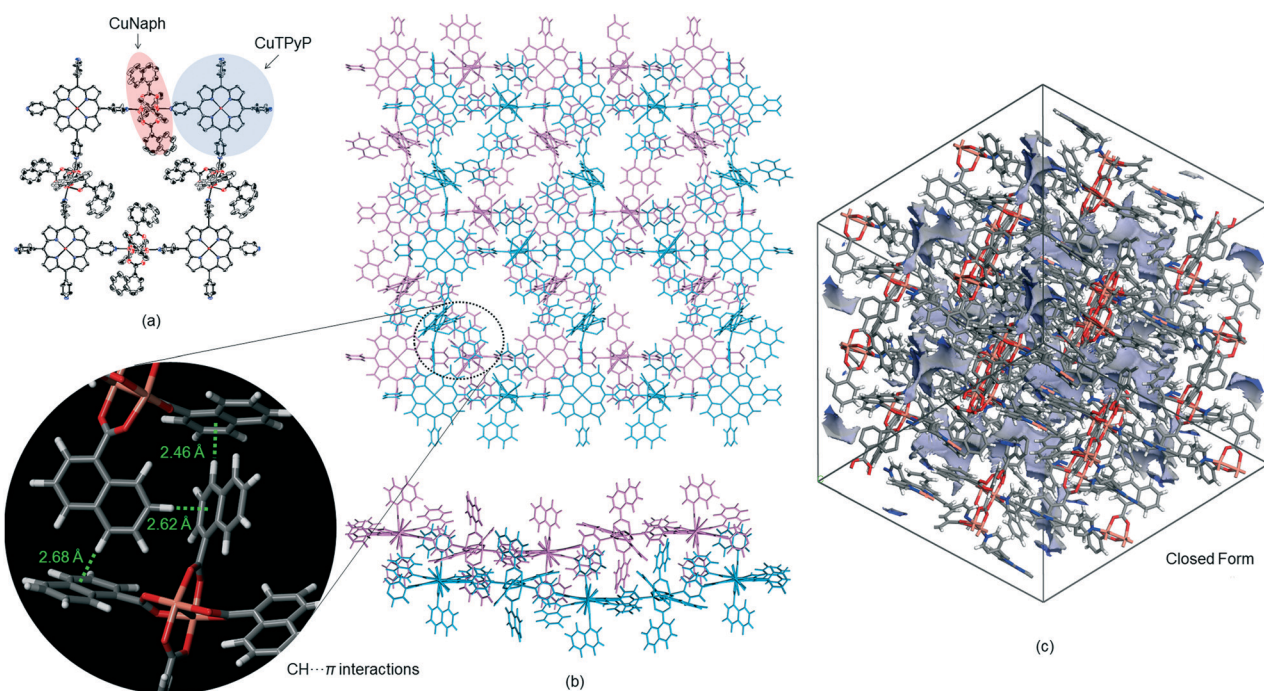 CuNaph
CuTPyP
(a)
2.46 Å
2.62 Å
2.68 Å
CH···π interactions
(b)
Closed Form
(c)